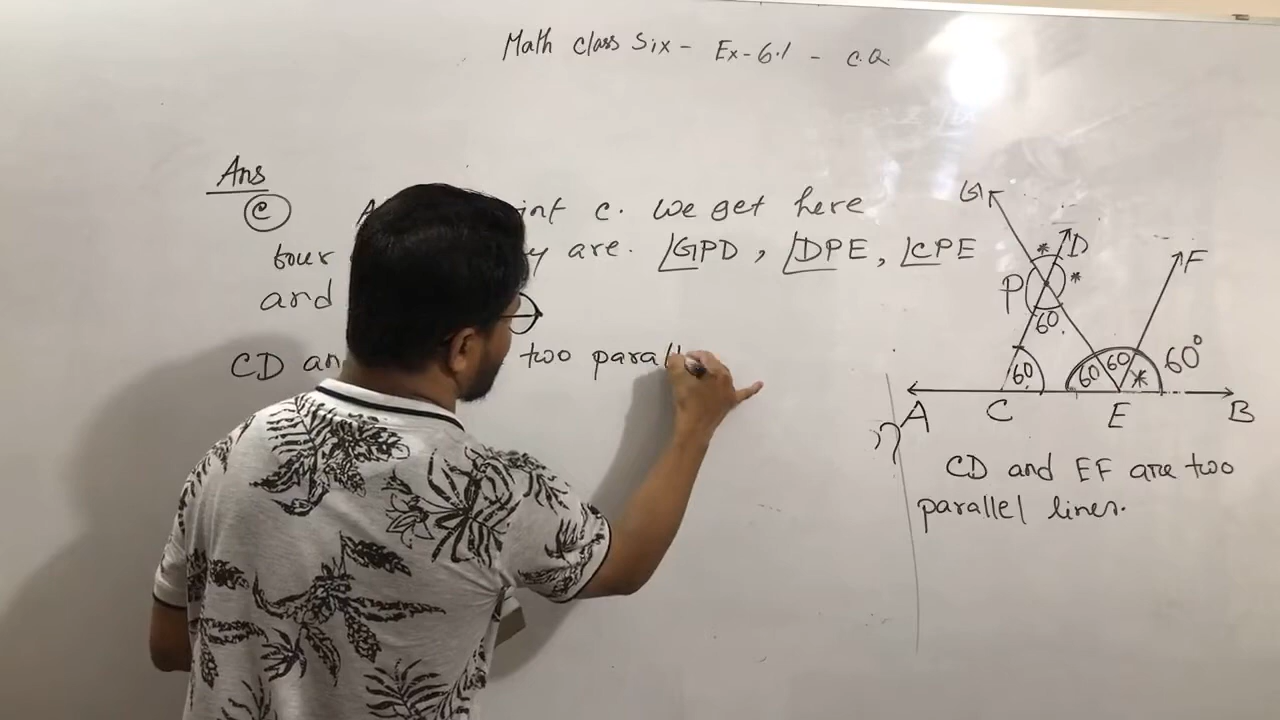 Math class Six - Ex-6.1 - C.Q.
Ans
c
int c. We get here
four are. ∠GPD, ∠DPE, ∠CPE
and
CD an two paral
G
D
*
*
P
F
60
60
60
60
*
60°
A C E B
CD and EF are two
parallel lines.